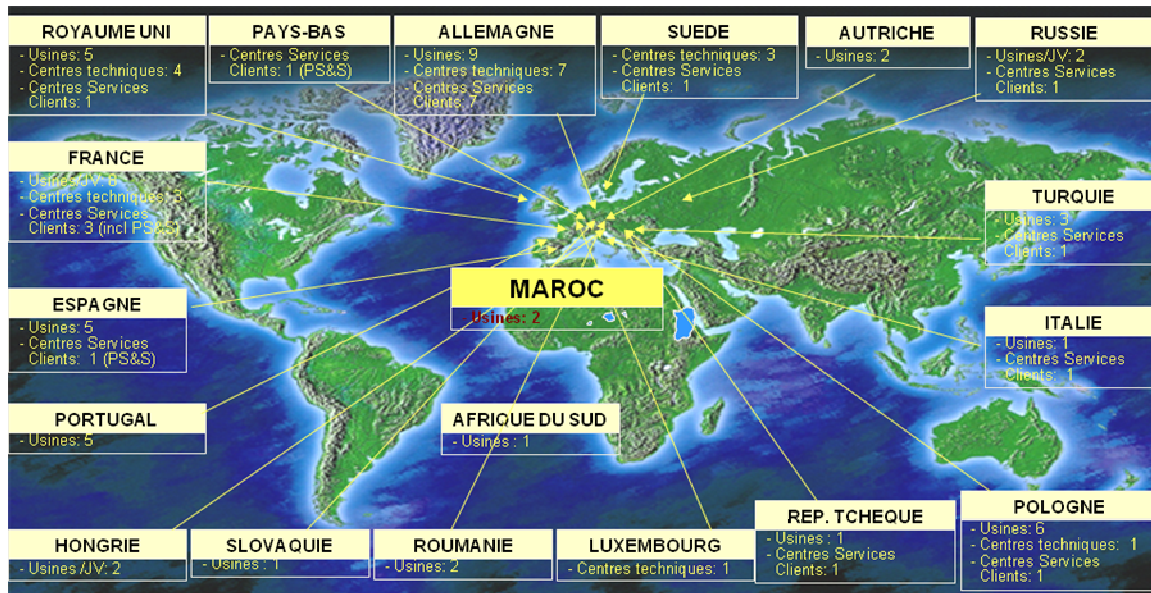 ROYAUME UNI
- Usines: 5
- Centres techniques: 4
- Centres Services
Clients: 1
PAYS-BAS
- Centres Services
Clients: 1 (PS&S)
ALLEMAGNE
- Usines: 9
- Centres techniques: 7
- Centres Services
Clients: 7
SUEDE
- Centres techniques: 3
- Centres Services
Clients: 1
AUTRICHE
- Usines: 2
RUSSIE
- Usines/JV: 2
- Centres Services
Clients: 1
FRANCE
- Usines/JV:
- Centres techniques: 3
- Centres Services
Clients: 3 (incl PS&S)
TURQUIE
- Usines: 3
- Centres Services
Clients: 1
MAROC
- Usines: 2
ESPAGNE
- Usines: 5
- Centres Services
Clients: 1 (PS&S)
ITALIE
- Usines: 1
- Centres Services
Clients: 1
PORTUGAL
- Usines: 5
AFRIQUE DU SUD
- Usines : 1
HONGRIE
- Usines /JV: 2
SLOVAQUIE
- Usines : 1
ROUMANIE
- Usines: 2
LUXEMBOURG
- Centres techniques: 1
REP. TCHEQUE
- Usines : 1
- Centres Services
Clients: 1
POLOGNE
- Usines: 6
- Centres techniques: 1
- Centres Services
Clients: 1